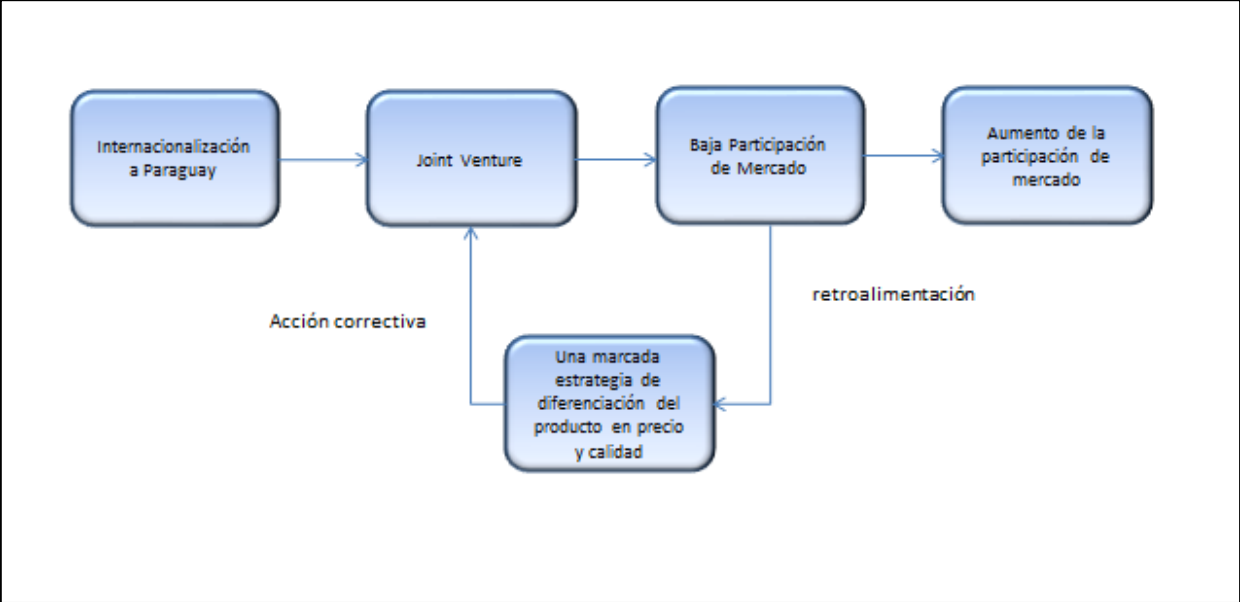 Internacionalización
a Paraguay
Joint Venture
Baja Participación
de Mercado
Aumento de la
participación de
mercado
retroalimentación
Acción correctiva
Una marcada
estrategia de
diferenciación del
producto en precio
y calidad